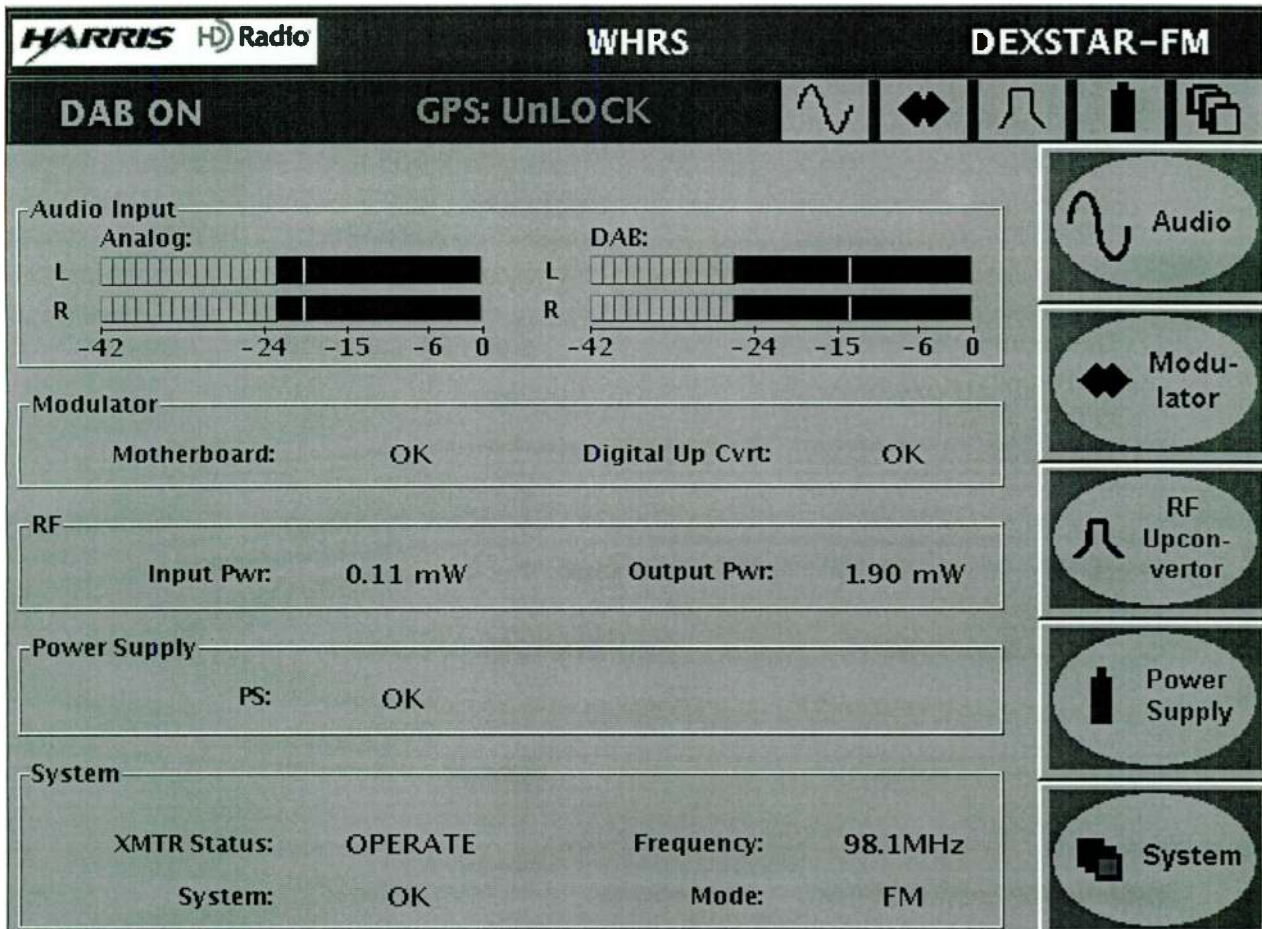 HARRIS HD Radio WHRS DEXSTAR-FM
DAB ON GPS: UnLOCK
Audio Input
Analog: DAB:
L L
R R
-42 -24 -15 -6 0 -42 -24 -15 -6 0
Modulator
Motherboard: OK Digital Up Cvrt: OK
RF
Input Pwr: 0.11 mW Output Pwr: 1.90 mW
Power Supply
PS: OK
System
XMTR Status: OPERATE Frequency: 98.1MHz
System: OK Mode: FM
Audio
Modu-
lator
RF
Upcon-
vertor
Power
Supply
System